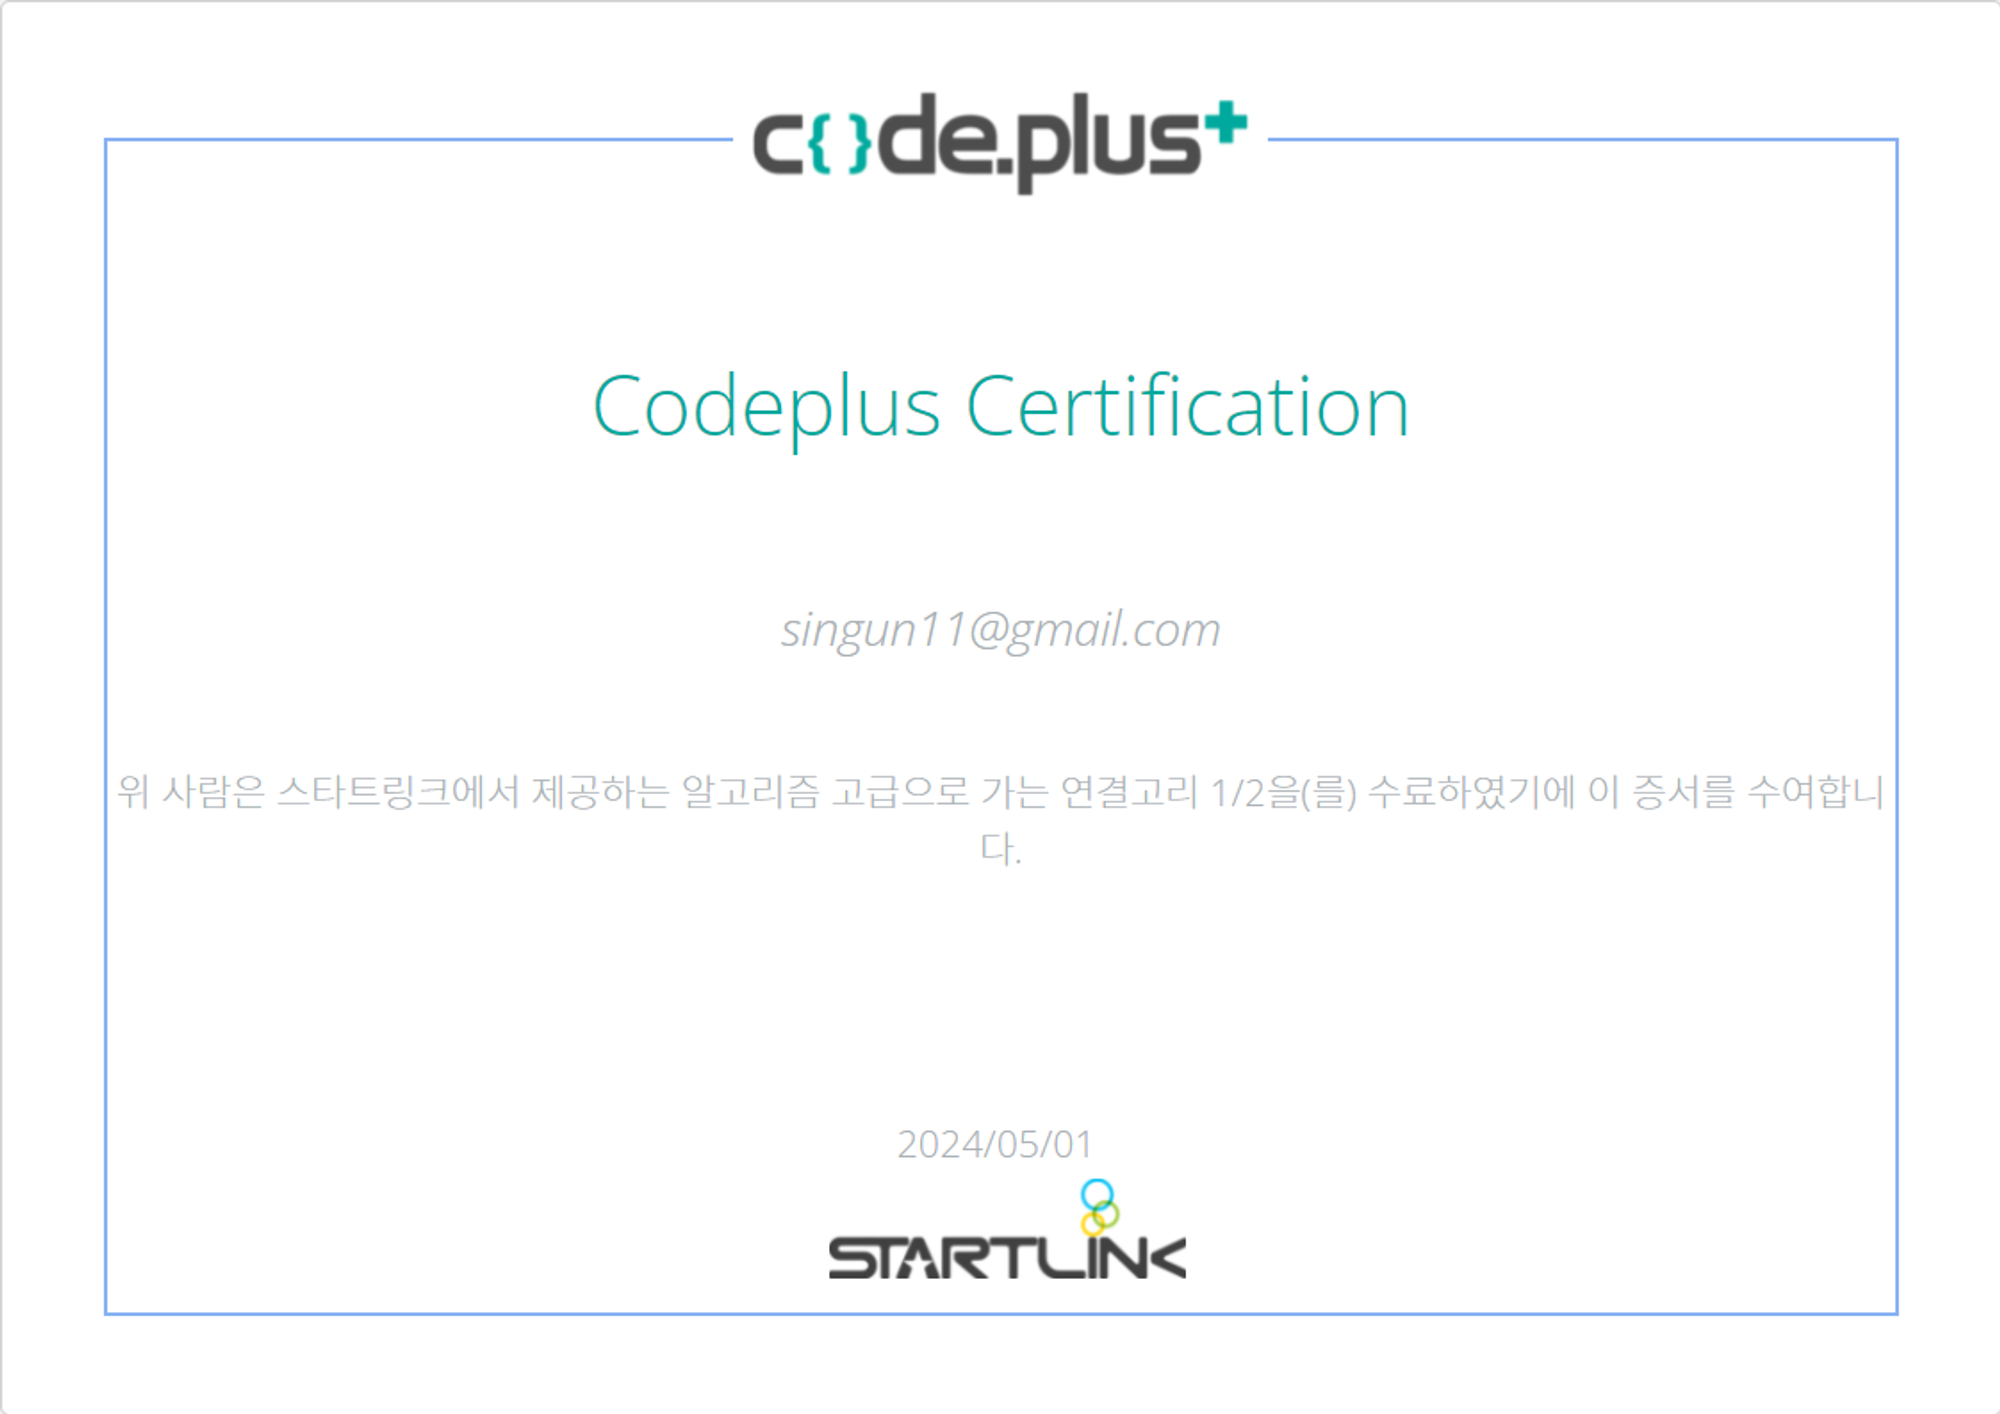 c{ }de.plus+
Codeplus Certification
singun11@gmail.com
위 사람은 스타트링크에서 제공하는 알고리즘 고급으로 가는 연결고리 1/2을(를) 수료하였기에 이 증서를 수여합니
다.
2024/05/01
STARTLINK